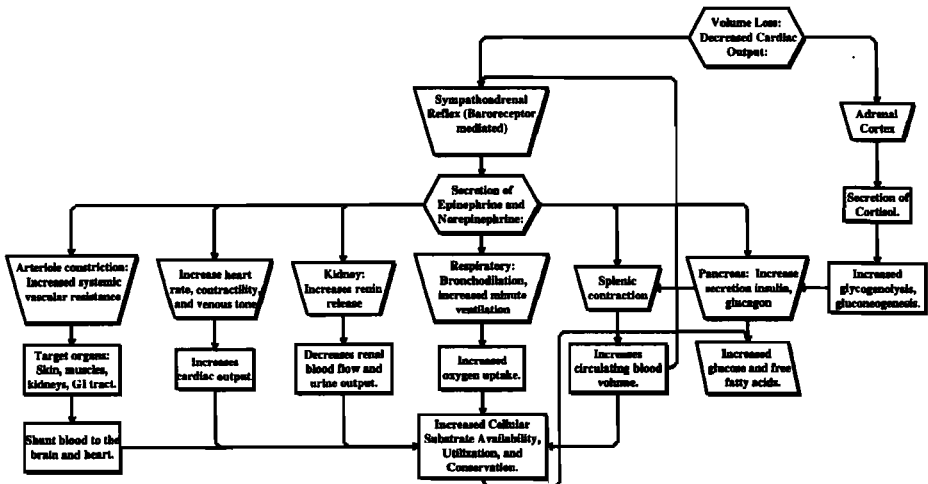 Volume Loss:
Decreased Cardiac
Output:
Sympathoadrenal
Reflex (Baroreceptor
mediated)
Adrenal
Cortex
Secretion of
Epinephrine and
Norepinephrine:
Secretion of
Cortisol.
Arteriole constriction:
Increased systemic
vascular resistance
Increase heart
rate, contractility,
and venous tone
Kidney:
Increases renin
release
Respiratory:
Bronchodilation,
increased minute
ventilation
Splenic
contraction
Pancreas: Increase
secretion insulin,
glucagon
Increased
glycogenolysis,
gluconeogenesis.
Target organs:
Skin, muscles,
kidneys, GI tract.
Increases
cardiac output.
Decreases renal
blood flow and
urine output.
Increased
oxygen uptake.
Increases
circulating blood
volume.
Increased
glucose and free
fatty acids.
Shunt blood to the
brain and heart.
Increased Cellular
Substrate Availability,
Utilization, and
Conservation.